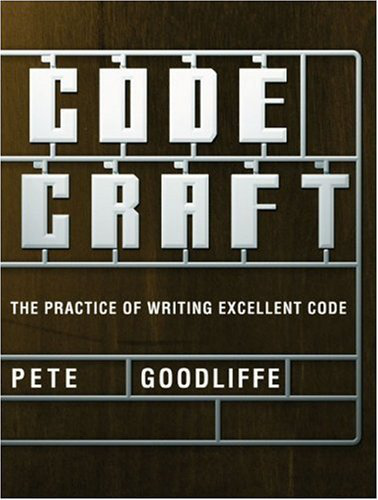 CODE
CRAFT
THE PRACTICE OF WRITING EXCELLENT CODE
PETE GOODLIFFE